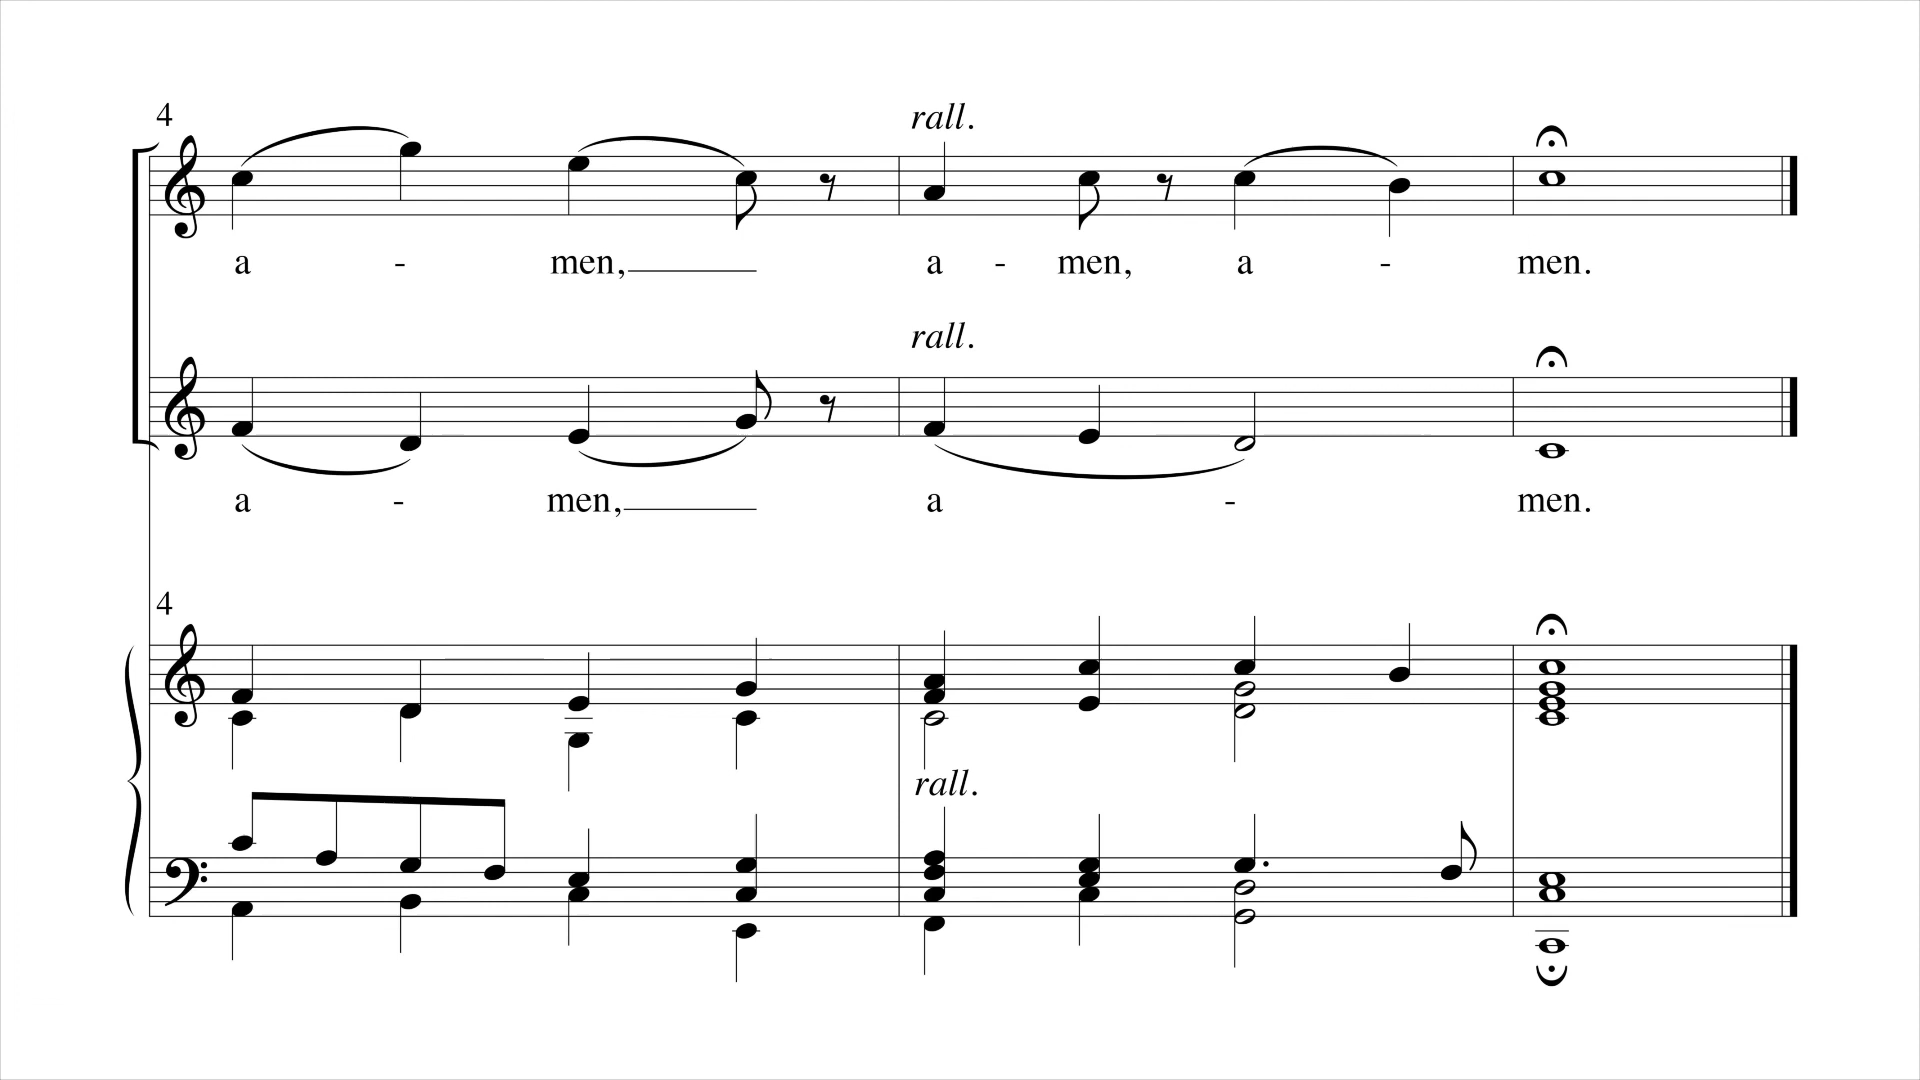 4
rall.
a - men, a - men, a - men.
rall.
a - men, a - men.
4
rall.